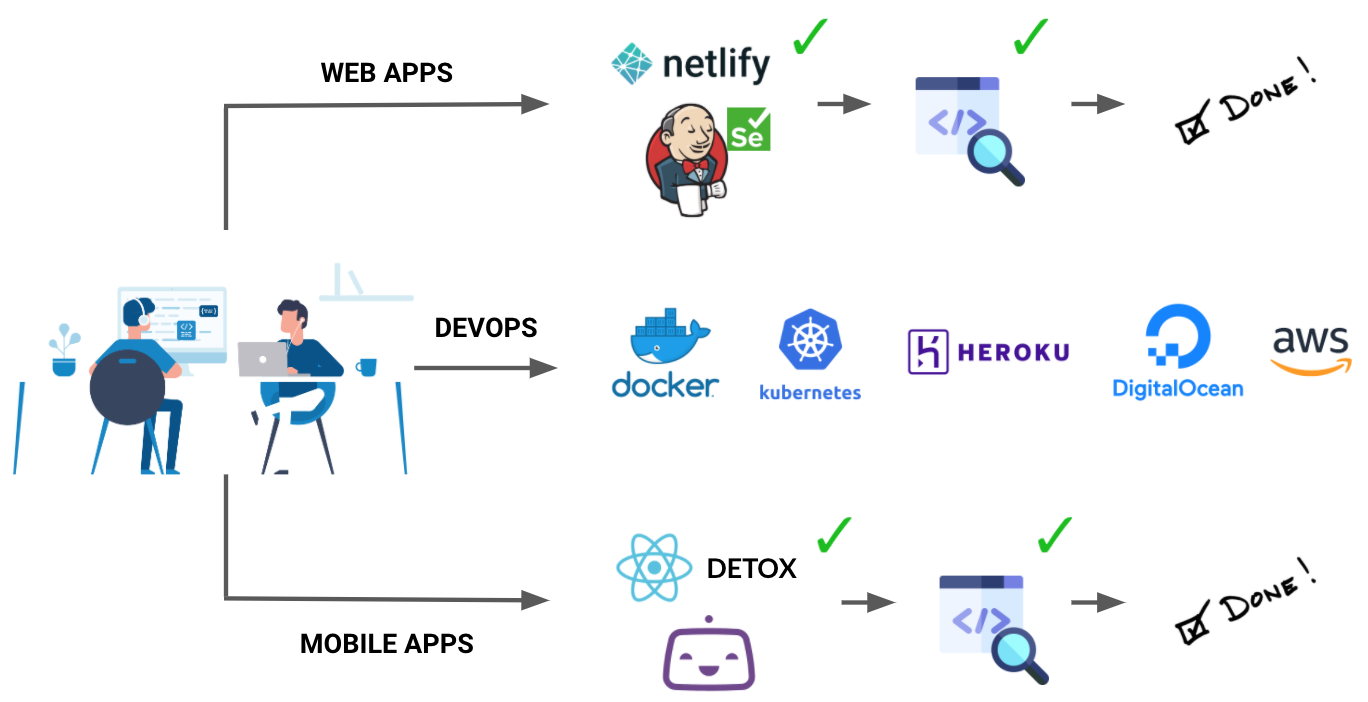 WEB APPS
netlify
Se
</>
DONE!
DEVOPS
docker
kubernetes
HEROKU
DigitalOcean
aws
DETOX
</>
DONE!
MOBILE APPS